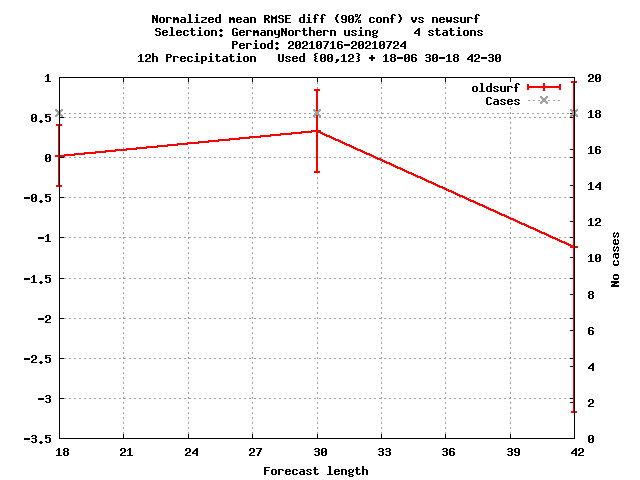 Normalized mean RMSE diff (90% conf) vs newsurf
Selection: GermanyNorthern using     4 stations
Period: 20210716-20210724
12h Precipitation   Used {00,12} + 18-06 30-18 42-30
oldsurf
Cases
1
0.5
0
-0.5
-1
-1.5
-2
-2.5
-3
-3.5
20
18
16
14
12
10
8
6
4
2
0
No cases
18 21 24 27 30 33 36 39 42
Forecast length